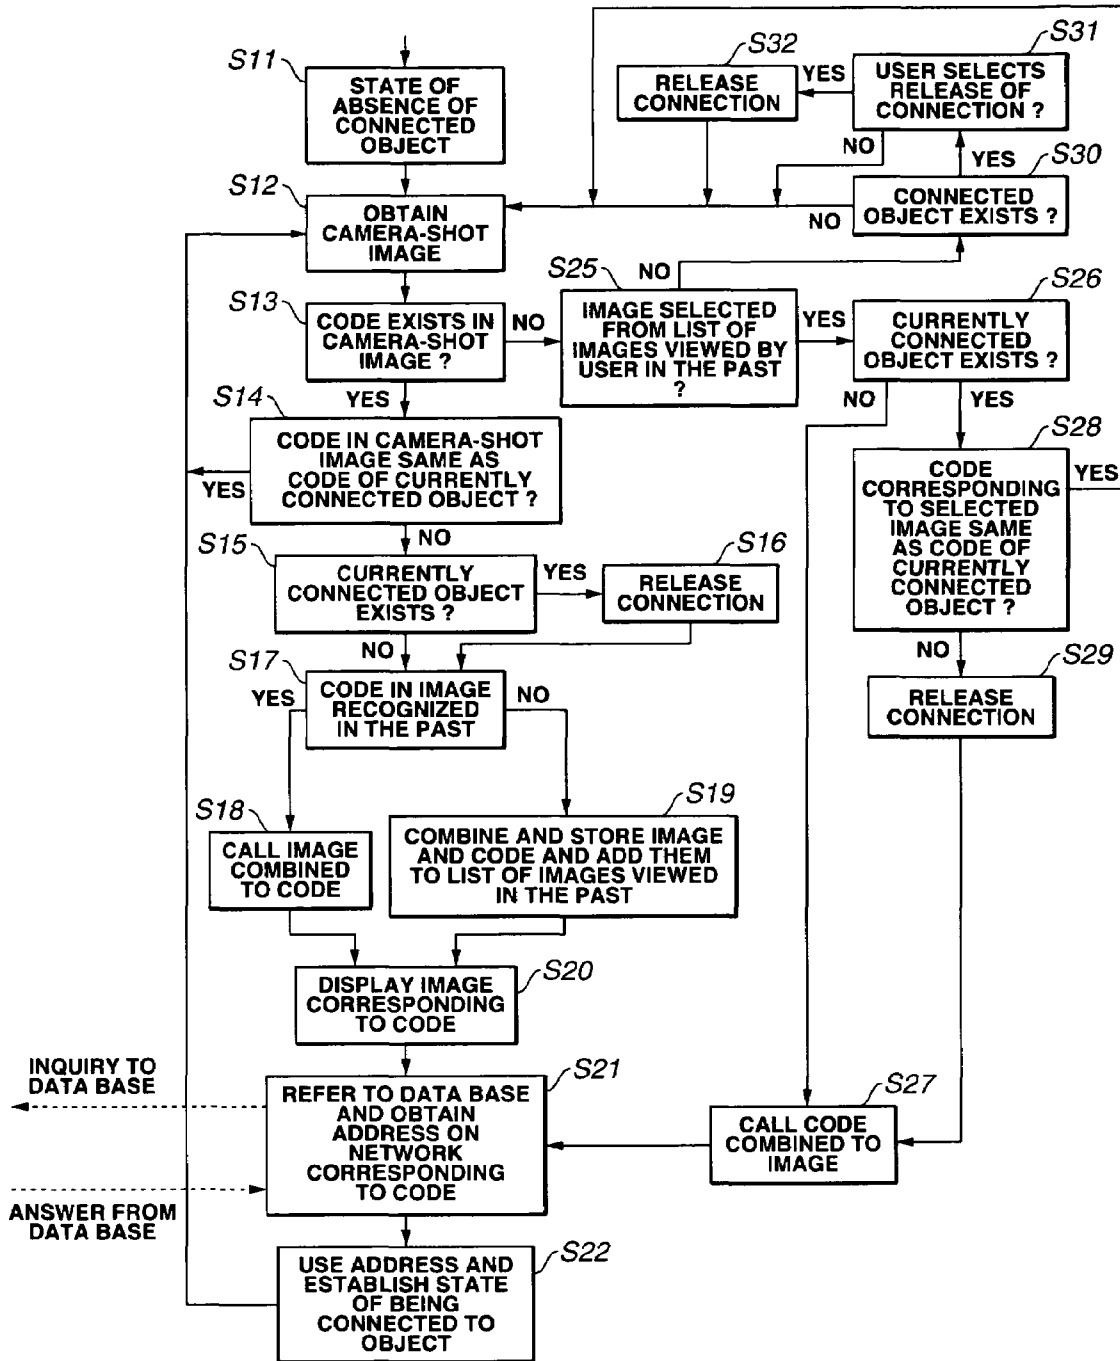 S11
STATE OF
ABSENCE OF
CONNECTED
OBJECT
S32
RELEASE
CONNECTION
YES
S31
USER SELECTS
RELEASE OF
CONNECTION ?
NO
YES
S30
CONNECTED
OBJECT EXISTS ?
NO
S12
OBTAIN
CAMERA-SHOT
IMAGE
S13
CODE EXISTS IN
CAMERA-SHOT
IMAGE ?
NO
YES
S25
NO
IMAGE SELECTED
FROM LIST OF
IMAGES VIEWED BY
USER IN THE PAST
?
YES
S26
CURRENTLY
CONNECTED
OBJECT EXISTS ?
NO
YES
S14
CODE IN CAMERA-SHOT
IMAGE SAME AS
CODE OF CURRENTLY
CONNECTED OBJECT ?
YES
NO
S28
CODE
CORRESPONDING
TO SELECTED
IMAGE SAME
AS CODE OF
CURRENTLY
CONNECTED
OBJECT ?
YES
NO
S15
CURRENTLY
CONNECTED OBJECT
EXISTS ?
YES
NO
S16
RELEASE
CONNECTION
S29
RELEASE
CONNECTION
S17
CODE IN IMAGE
RECOGNIZED
IN THE PAST
YES
NO
S18
CALL IMAGE
COMBINED
TO CODE
S19
COMBINE AND STORE IMAGE
AND CODE AND ADD THEM
TO LIST OF IMAGES VIEWED
IN THE PAST
S20
DISPLAY IMAGE
CORRESPONDING
TO CODE
INQUIRY TO
DATA BASE
S21
REFER TO DATA BASE
AND OBTAIN
ADDRESS ON
NETWORK
CORRESPONDING
TO CODE
S27
CALL CODE
COMBINED TO
IMAGE
ANSWER FROM
DATA BASE
S22
USE ADDRESS AND
ESTABLISH STATE
OF BEING
CONNECTED TO
OBJECT